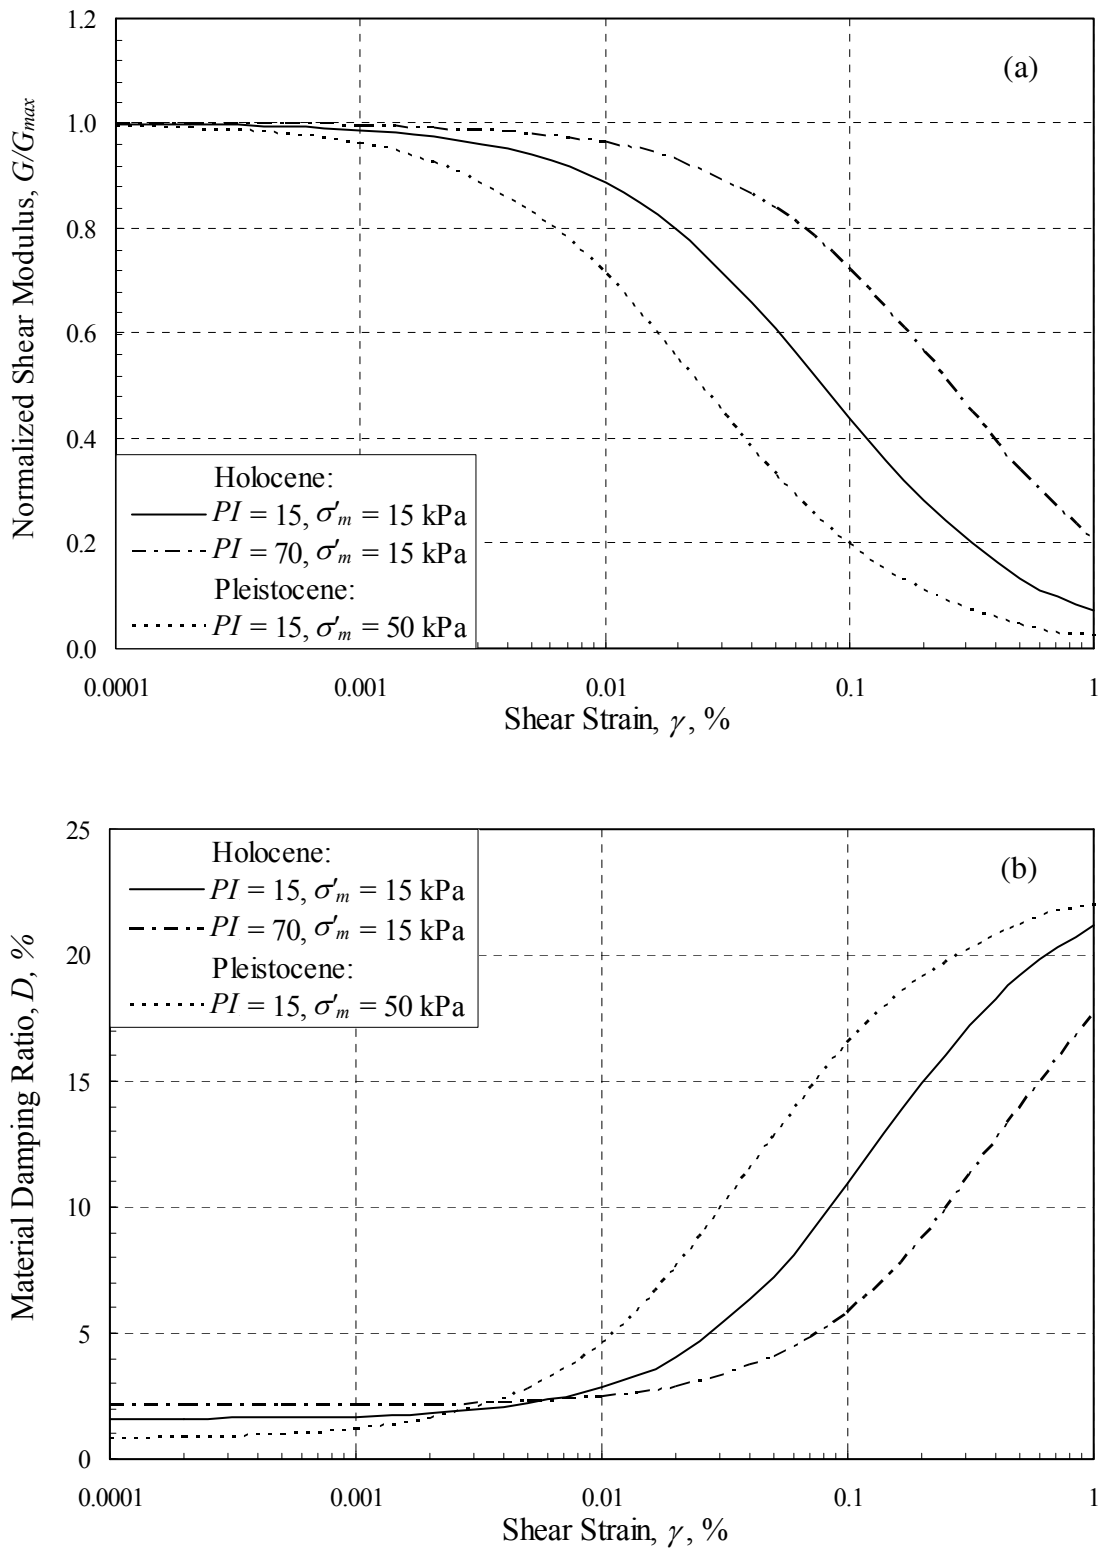 1.2
(a)
1.0
0.8
0.6
0.4
0.2
0.0
Normalized Shear Modulus, G/Gmax
Holocene:
PI = 15, σ'm = 15 kPa
PI = 70, σ'm = 15 kPa
Pleistocene:
PI = 15, σ'm = 50 kPa
0.0001 0.001 0.01 0.1 1
Shear Strain, γ, %
25
(b)
20
15
10
5
0
Material Damping Ratio, D, %
Holocene:
PI = 15, σ'm = 15 kPa
PI = 70, σ'm = 15 kPa
Pleistocene:
PI = 15, σ'm = 50 kPa
0.0001 0.001 0.01 0.1 1
Shear Strain, γ, %